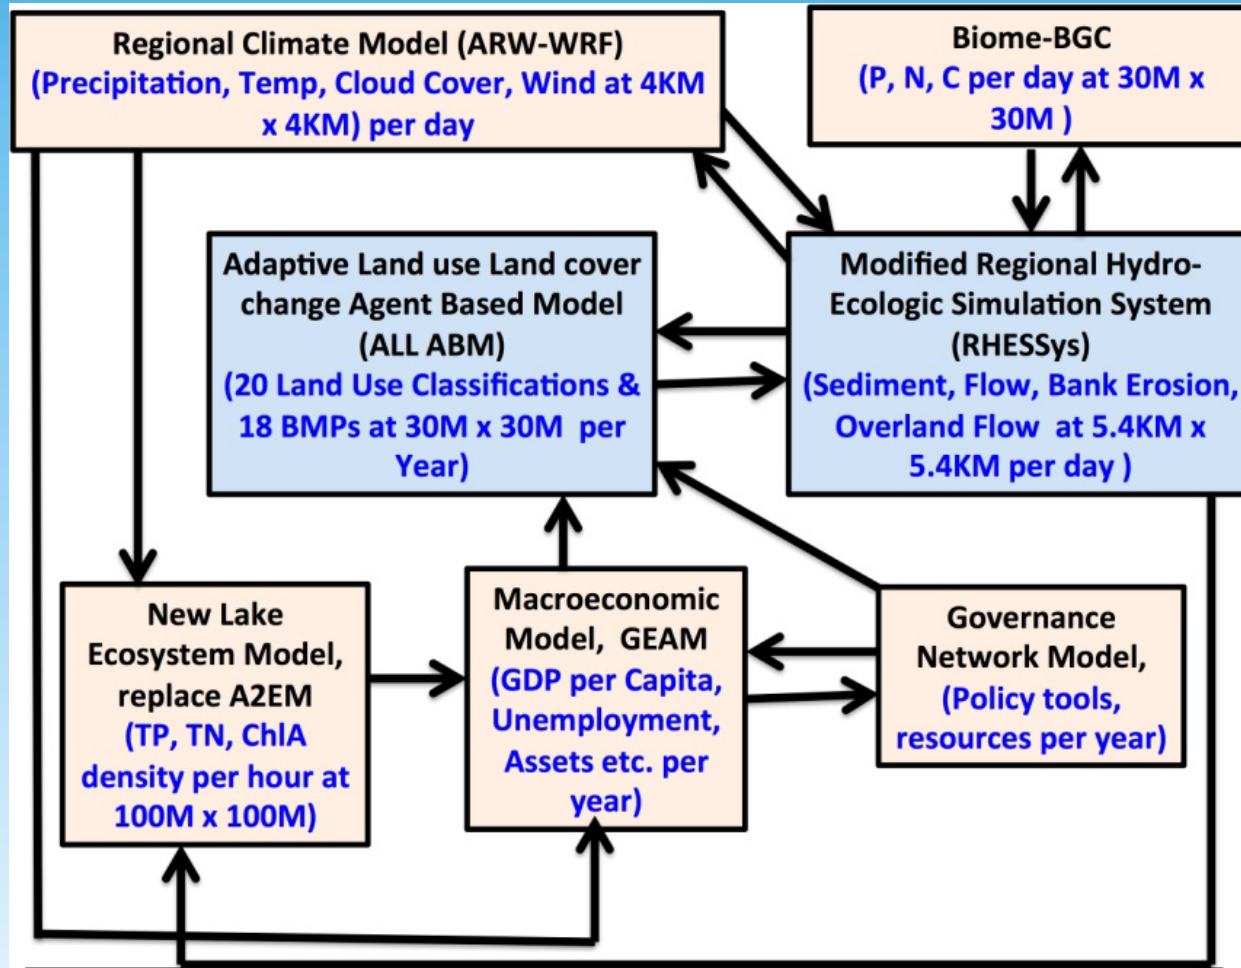 Regional Climate Model (ARW-WRF)
(Precipitation, Temp, Cloud Cover, Wind at 4KM
x 4KM) per day
Biome-BGC
(P, N, C per day at 30M x
30M )
Adaptive Land use Land cover
change Agent Based Model
(ALL ABM)
(20 Land Use Classifications &
18 BMPs at 30M x 30M per
Year)
Modified Regional Hydro-
Ecologic Simulation System
(RHESSys)
(Sediment, Flow, Bank Erosion,
Overland Flow at 5.4KM x
5.4KM per day )
New Lake
Ecosystem Model,
replace A2EM
(TP, TN, ChlA
density per hour at
100M x 100M)
Macroeconomic
Model, GEAM
(GDP per Capita,
Unemployment,
Assets etc. per
year)
Governance
Network Model,
(Policy tools,
resources per year)